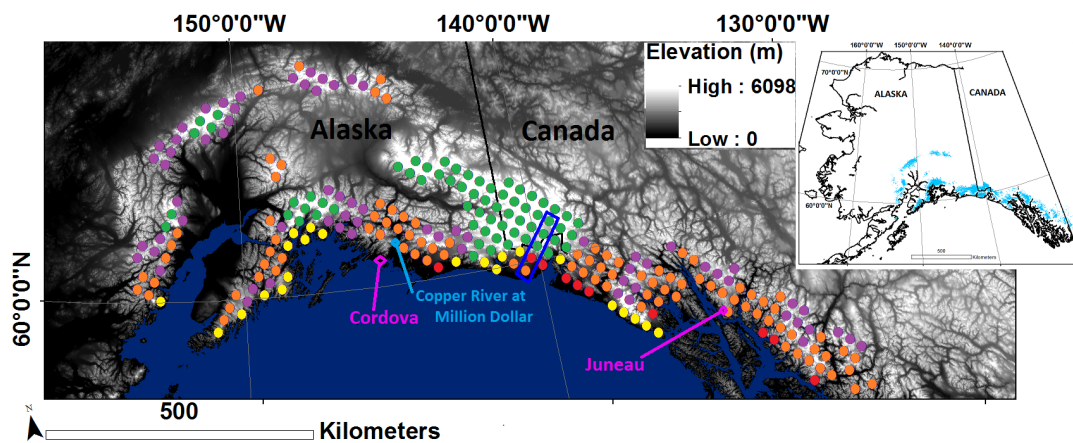 150°0'0"W
140°0'0"W
130°0'0"W
Elevation (m)
High : 6098
Low : 0
Alaska
Canada
160°0'0"W
150°0'0"W
140°0'0"W
70°0'0"N
ALASKA
CANADA
60°0'0"N
500
Kilometers
60°0'0"N
Copper River at
Million Dollar
Cordova
Juneau
N
500
Kilometers